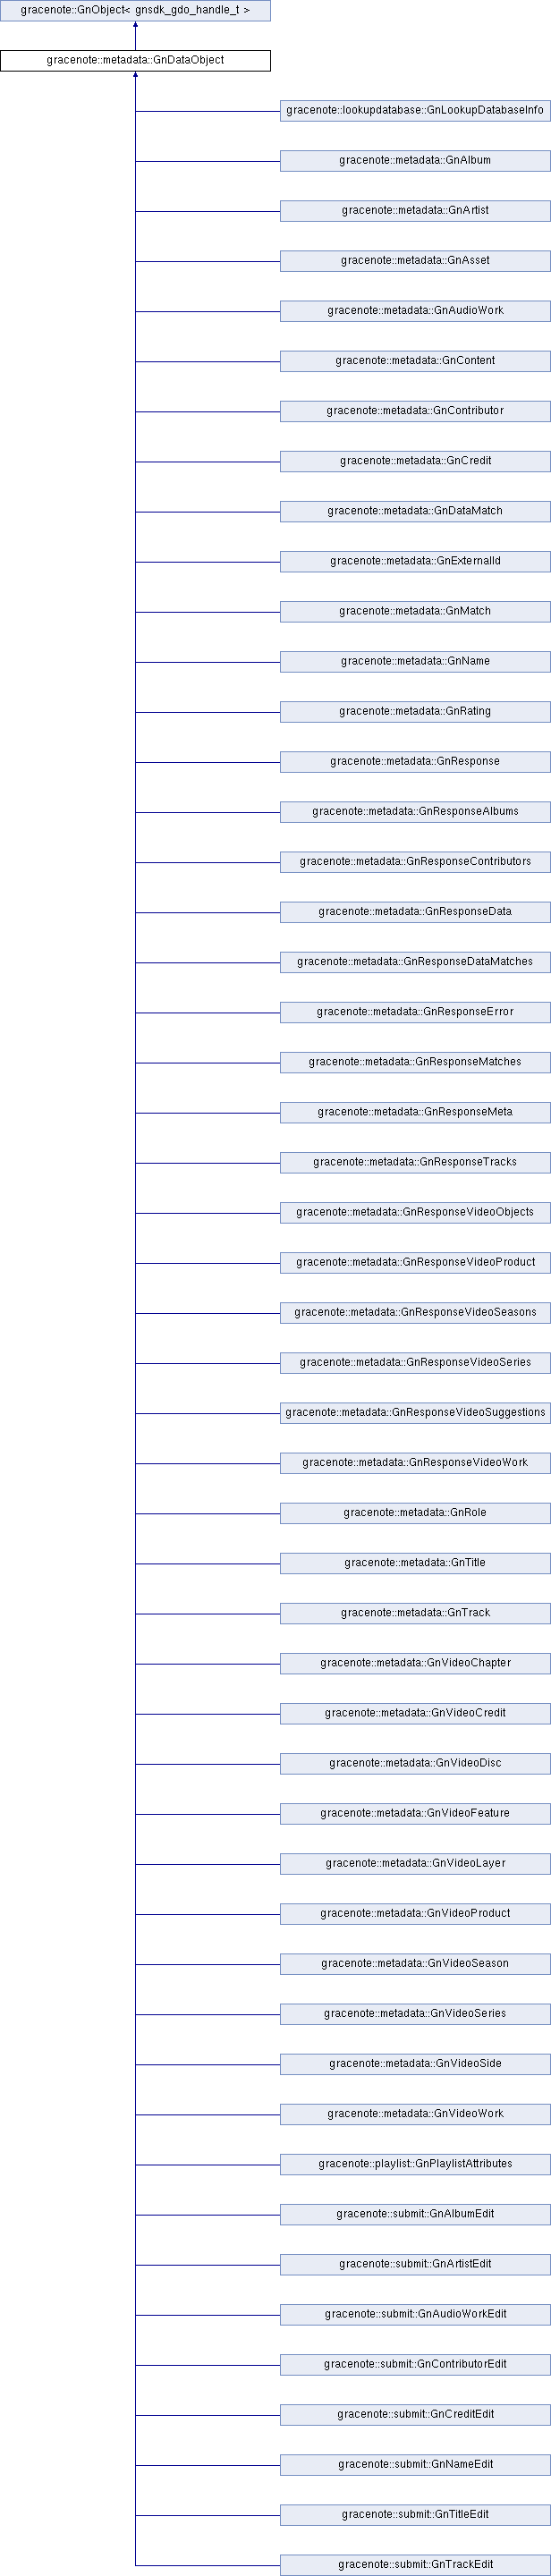 gracenote::GnObject< gnsdk_gdo_handle_t >
gracenote::metadata::GnDataObject
gracenote::lookupdatabase::GnLookupDatabaseInfo
gracenote::metadata::GnAlbum
gracenote::metadata::GnArtist
gracenote::metadata::GnAsset
gracenote::metadata::GnAudioWork
gracenote::metadata::GnContent
gracenote::metadata::GnContributor
gracenote::metadata::GnCredit
gracenote::metadata::GnDataMatch
gracenote::metadata::GnExternalId
gracenote::metadata::GnMatch
gracenote::metadata::GnName
gracenote::metadata::GnRating
gracenote::metadata::GnResponse
gracenote::metadata::GnResponseAlbums
gracenote::metadata::GnResponseContributors
gracenote::metadata::GnResponseData
gracenote::metadata::GnResponseDataMatches
gracenote::metadata::GnResponseError
gracenote::metadata::GnResponseMatches
gracenote::metadata::GnResponseMeta
gracenote::metadata::GnResponseTracks
gracenote::metadata::GnResponseVideoObjects
gracenote::metadata::GnResponseVideoProduct
gracenote::metadata::GnResponseVideoSeasons
gracenote::metadata::GnResponseVideoSeries
gracenote::metadata::GnResponseVideoSuggestions
gracenote::metadata::GnResponseVideoWork
gracenote::metadata::GnRole
gracenote::metadata::GnTitle
gracenote::metadata::GnTrack
gracenote::metadata::GnVideoChapter
gracenote::metadata::GnVideoCredit
gracenote::metadata::GnVideoDisc
gracenote::metadata::GnVideoFeature
gracenote::metadata::GnVideoLayer
gracenote::metadata::GnVideoProduct
gracenote::metadata::GnVideoSeason
gracenote::metadata::GnVideoSeries
gracenote::metadata::GnVideoSide
gracenote::metadata::GnVideoWork
gracenote::playlist::GnPlaylistAttributes
gracenote::submit::GnAlbumEdit
gracenote::submit::GnArtistEdit
gracenote::submit::GnAudioWorkEdit
gracenote::submit::GnContributorEdit
gracenote::submit::GnCreditEdit
gracenote::submit::GnNameEdit
gracenote::submit::GnTitleEdit
gracenote::submit::GnTrackEdit